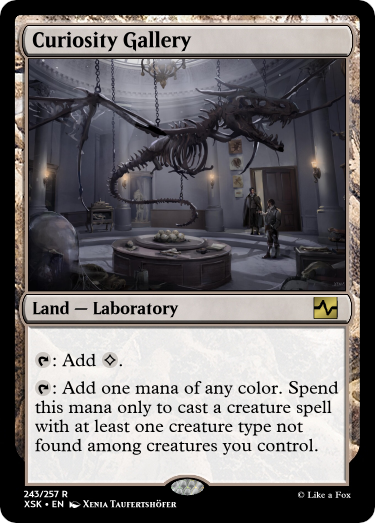 Curiosity Gallery
Land — Laboratory
: Add .
: Add one mana of any color. Spend
this mana only to cast a creature spell
with at least one creature type not
found among creatures you control.
243/257 R
XSK • EN Xenia Taufertshöfer
© Like a Fox